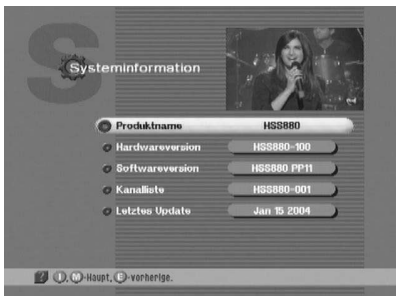 S
Systeminformation
Produktname HSS880
Hardwareversion HSS880-100
Softwareversion HSS880 PP11
Kanalliste HSS880-001
Letztes Update Jan 15 2004
? I, M-Haupt, E-vorherige.